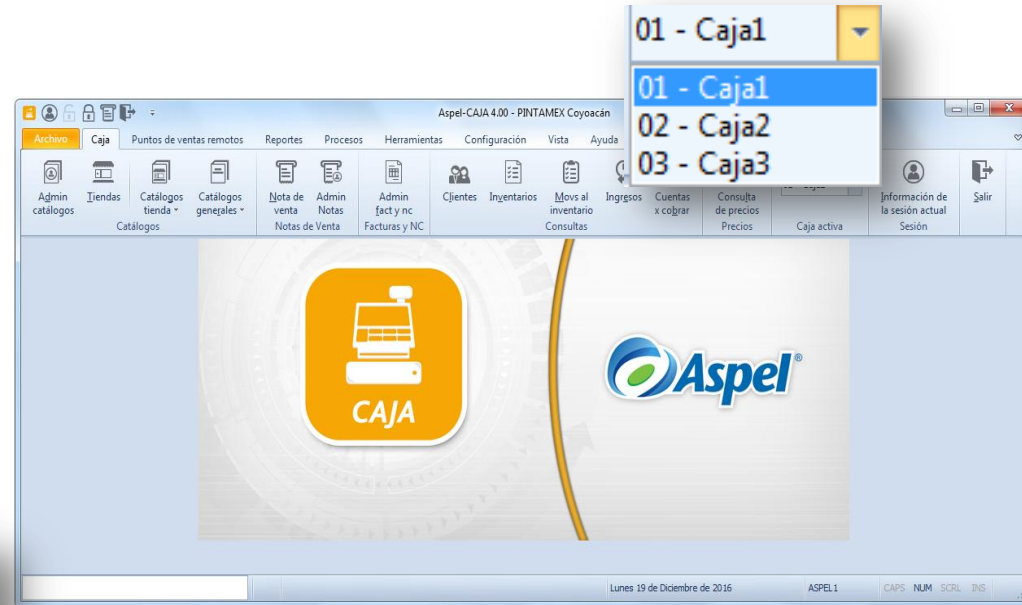 01 - Caja1
01 - Caja1
02 - Caja2
03 - Caja3
Aspel-CAJA 4.00 - PINTAMEX Coyoacán
Archivo Caja Puntos de ventas remotos Reportes Procesos Herramientas Configuración Vista Ayuda
Admin catálogos
Tiendas
Catálogos tienda
Catálogos generales
Nota de venta
Admin Notas
Admin fact y nc
Clientes
Inventarios
Movs al inventario
Ingresos
Cuentas x cobrar
Consulta de precios
Información de la sesión actual
Salir
Catálogos Notas de Venta Facturas y NC Consultas Precios Caja activa Sesión
CAJA
Aspel®
Lunes 19 de Diciembre de 2016 ASPEL1 CAPS NUM SCRL INS